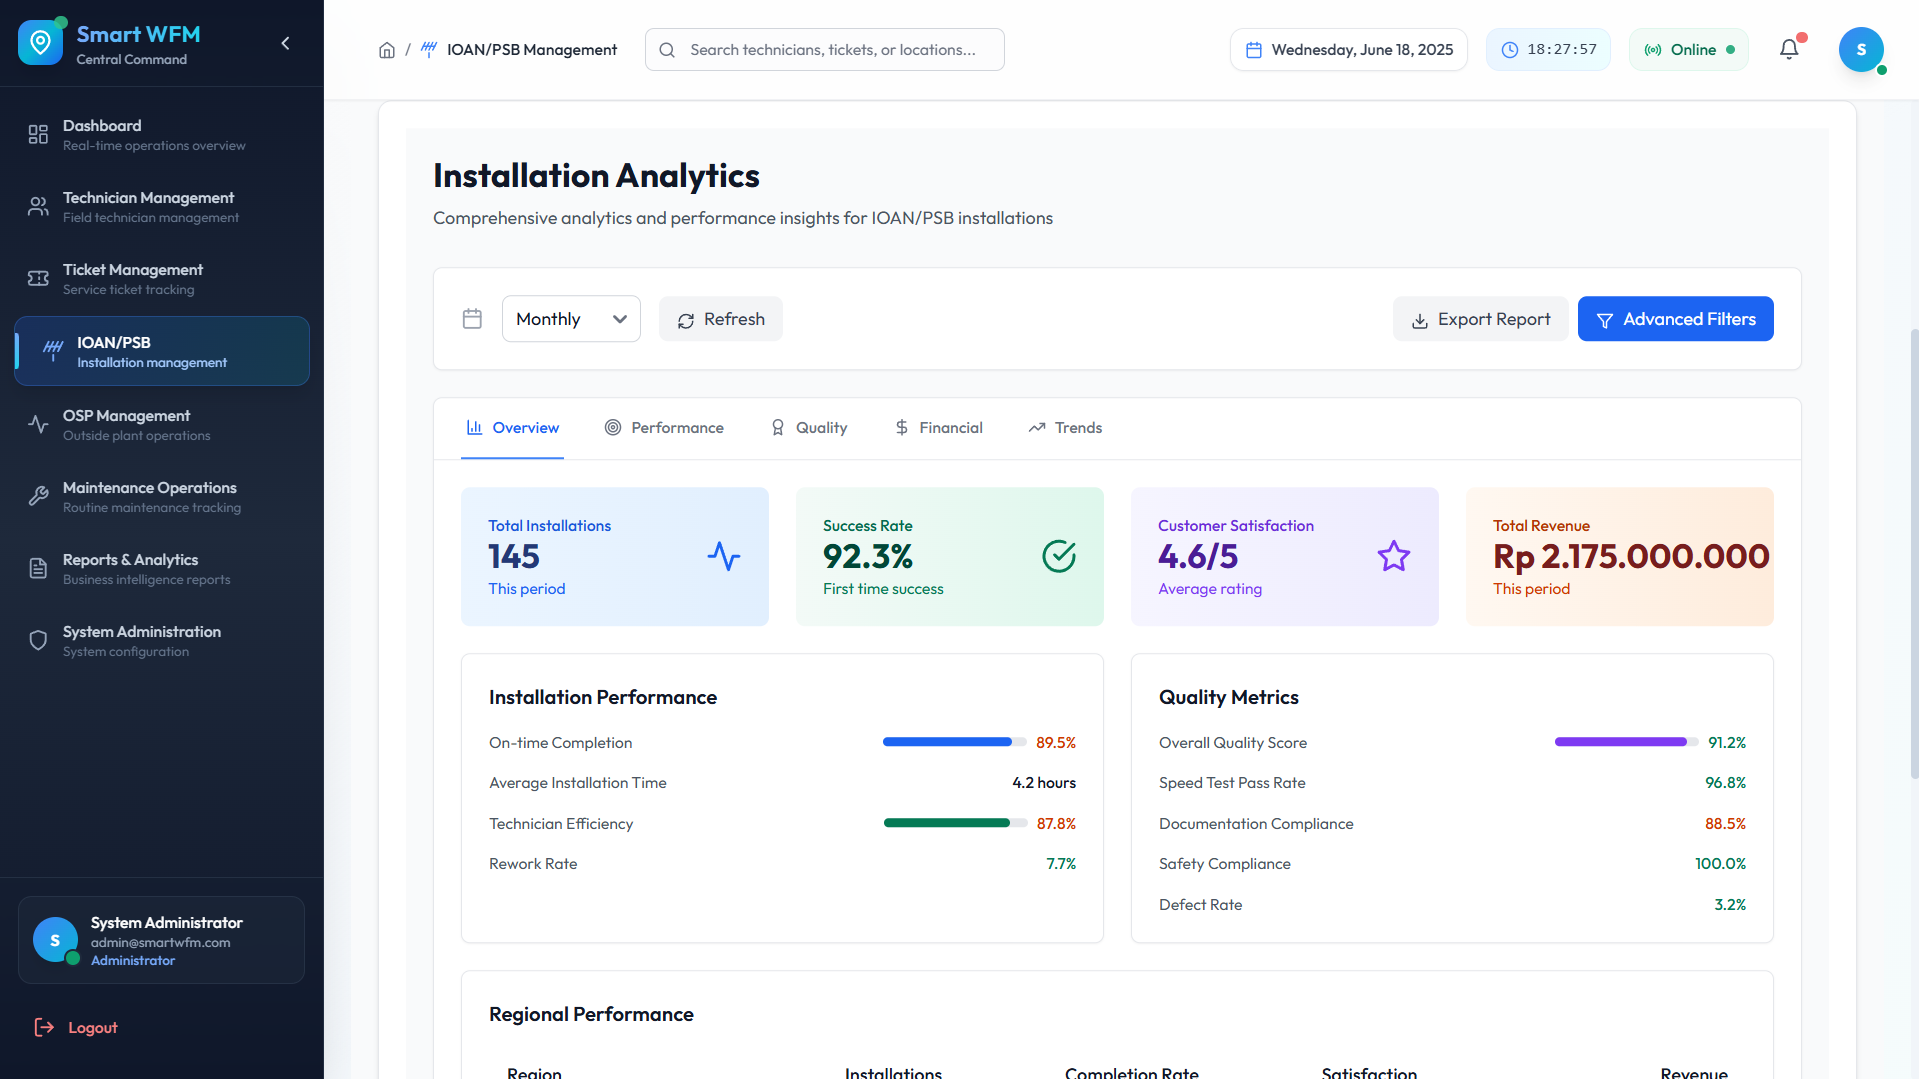 Smart WFM
Central Command
Dashboard
Real-time operations overview
Technician Management
Field technician management
Ticket Management
Service ticket tracking
IOAN/PSB
Installation management
OSP Management
Outside plant operations
Maintenance Operations
Routine maintenance tracking
Reports & Analytics
Business intelligence reports
System Administration
System configuration
S
System Administrator
admin@smartwfm.com
Administrator
Logout
/ IOAN/PSB Management
Search technicians, tickets, or locations...
Wednesday, June 18, 2025
18:27:57
Online
S
Installation Analytics
Comprehensive analytics and performance insights for IOAN/PSB installations
Monthly
Refresh
Export Report
Advanced Filters
Overview
Performance
Quality
Financial
Trends
Total Installations
145
This period
Success Rate
92.3%
First time success
Customer Satisfaction
4.6/5
Average rating
Total Revenue
Rp 2.175.000.000
This period
Installation Performance
On-time Completion 89.5%
Average Installation Time 4.2 hours
Technician Efficiency 87.8%
Rework Rate 7.7%
Quality Metrics
Overall Quality Score 91.2%
Speed Test Pass Rate 96.8%
Documentation Compliance 88.5%
Safety Compliance 100.0%
Defect Rate 3.2%
Regional Performance
Region Installations Completion Rate Satisfaction Revenue